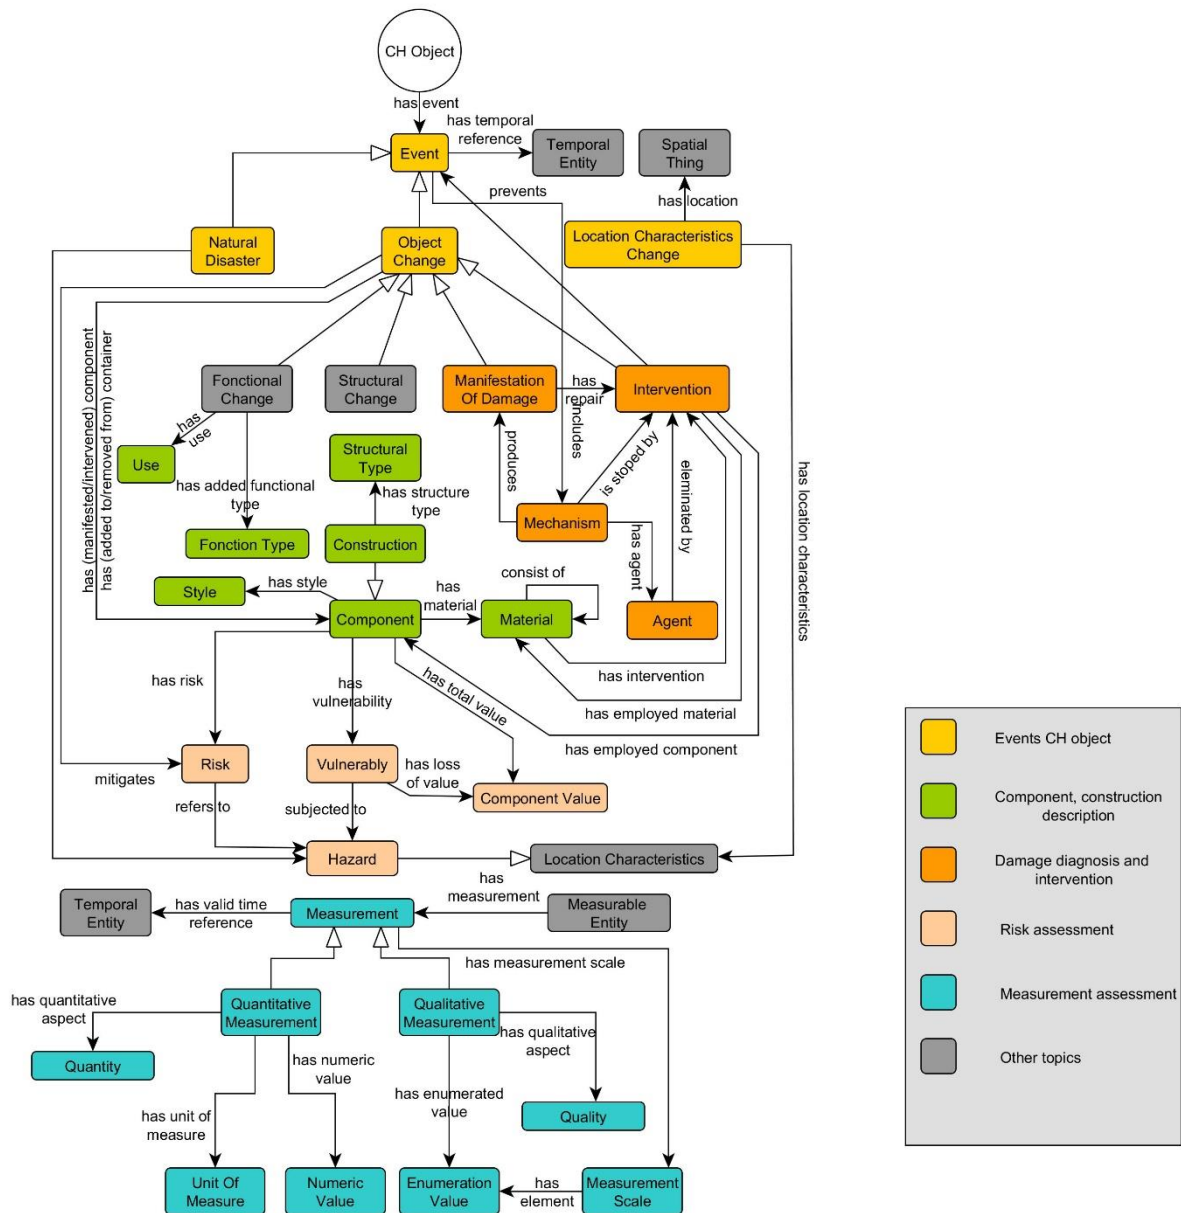 CH Object
has event
has temporal
reference
Event
Temporal
Entity
Spatial
Thing
prevents
has location
Natural
Disaster
Object
Change
Location Characteristics
Change
has (manifested/intervened) component
has (added to/removed from) container
Fonctional
Change
Structural
Change
Manifestation
Of Damage
has
repair
Intervention
has
use
Includes
Use
Structural
Type
produces
is stoped by
eleminated by
has location characteristics
has added functional
type
has structure
type
Mechanism
Fonction Type
Construction
has agent
consist of
Style
has style
has
material
Component
Material
Agent
has risk
has
vulnerability
has total value
has intervention
has employed material
has employed component
Risk
Vulnerably
has loss
of value
mitigates
Component Value
refers to
subjected to
Hazard
Location Characteristics
has
measurement
Temporal
Entity
has valid time
reference
Measurement
Measurable
Entity
has measurement scale
has quantitative
aspect
Quantitative
Measurement
Qualitative
Measurement
has qualitative
aspect
Quantity
has numeric
value
has enumerated
value
Quality
has unit of
measure
Unit Of
Measure
Numeric
Value
Enumeration
Value
has
element
Measurement
Scale
Events CH object
Component, construction
description
Damage diagnosis and
intervention
Risk assessment
Measurement assessment
Other topics